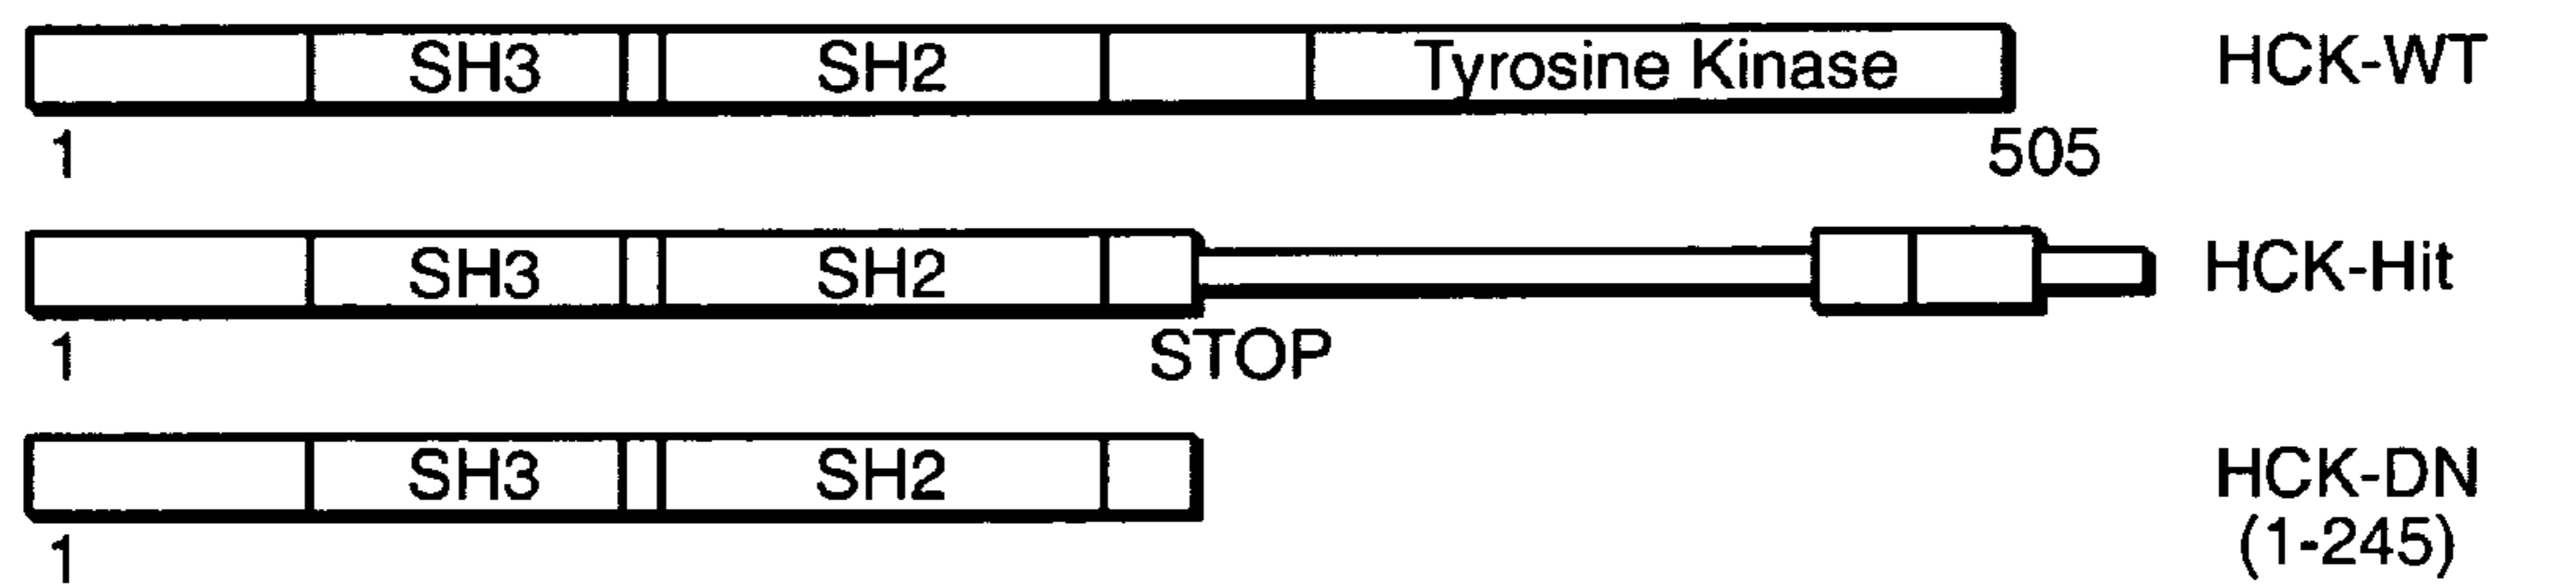 SH3 SH2 Tyrosine Kinase HCK-WT
1 505
SH3 SH2 HCK-Hit
1 STOP
SH3 SH2 HCK-DN
1 (1-245)